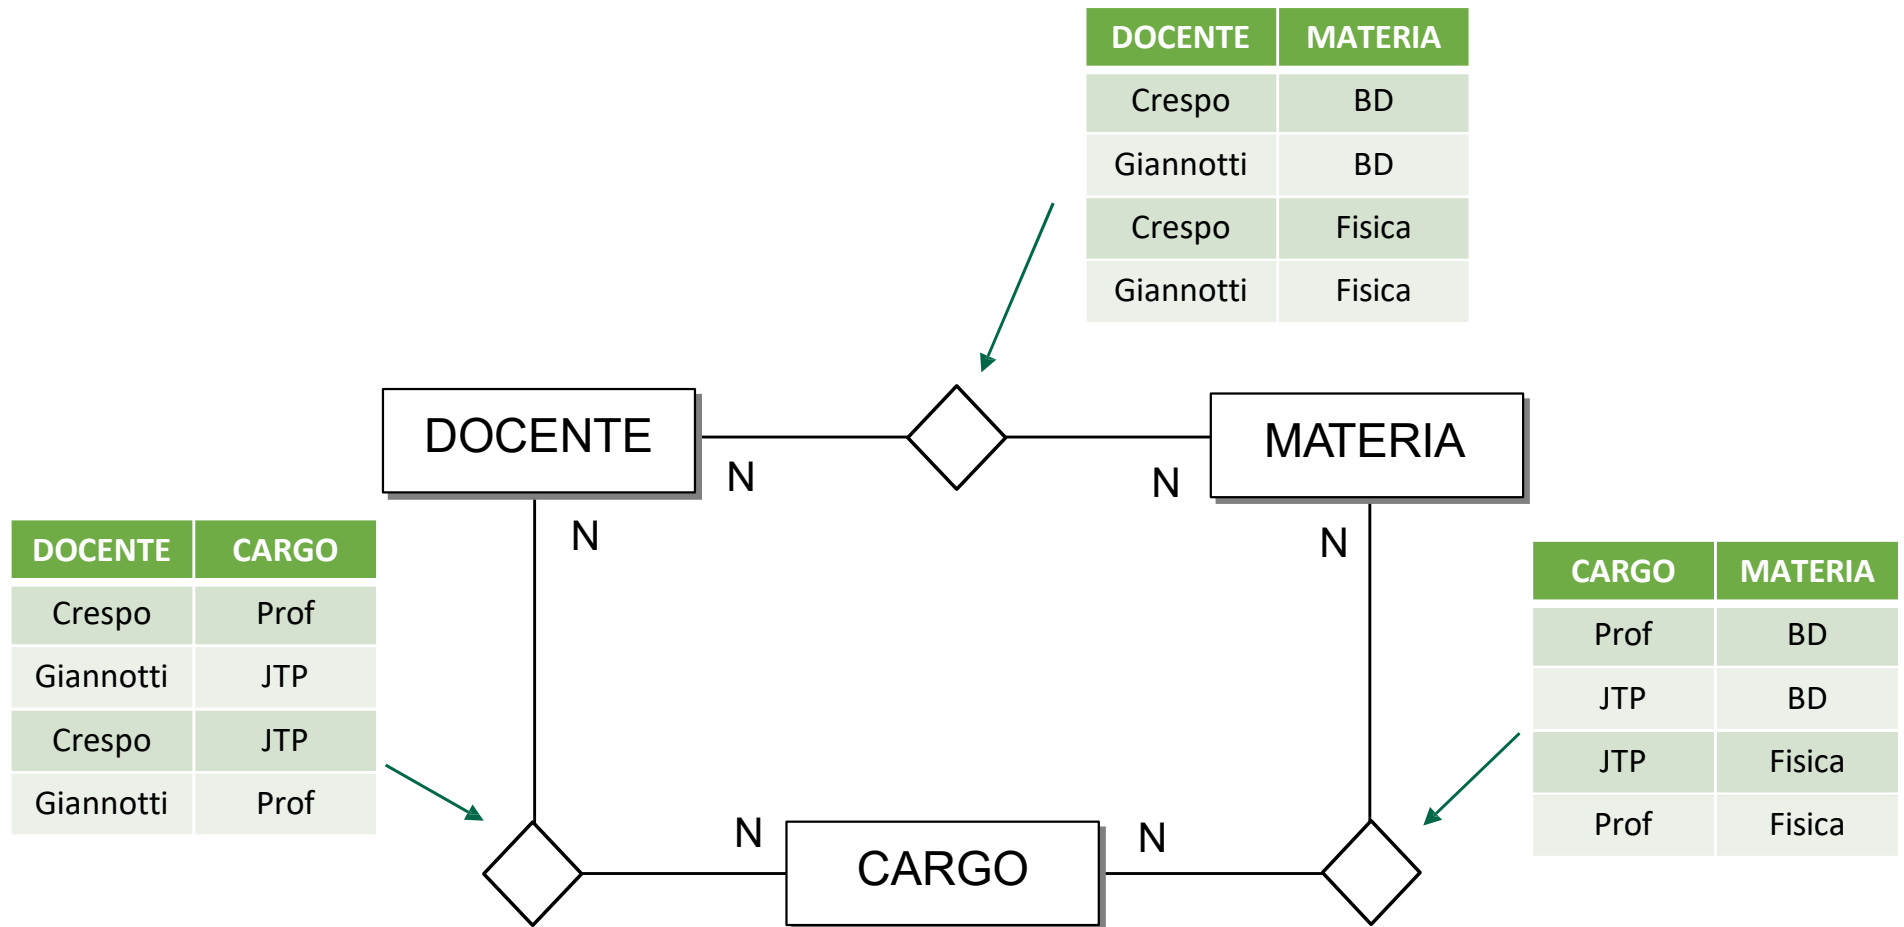 DOCENTE MATERIA
Crespo BD
Giannotti BD
Crespo Fisica
Giannotti Fisica
DOCENTE
MATERIA
N
N
N
N
DOCENTE CARGO
Crespo Prof
Giannotti JTP
Crespo JTP
Giannotti Prof
CARGO MATERIA
Prof BD
JTP BD
JTP Fisica
Prof Fisica
N
N
CARGO